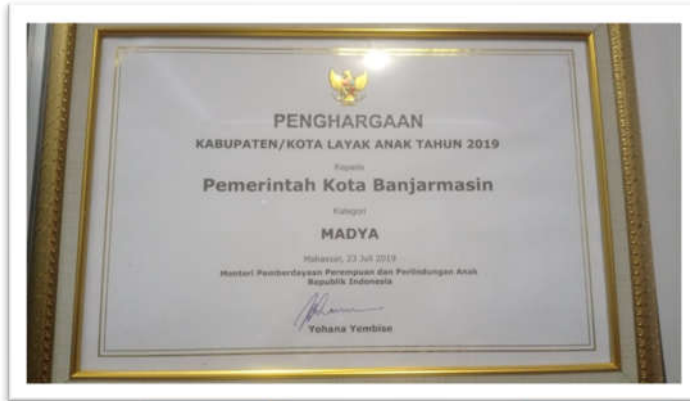 PENGHARGAAN
KABUPATEN/KOTA LAYAK ANAK TAHUN 2019
Kepada
Pemerintah Kota Banjarmasin
Kategori
MADYA
Makassar, 23 Juli 2019
Menteri Pemberdayaan Perempuan dan Perlindungan Anak
Republik Indonesia
Yohana Yembise